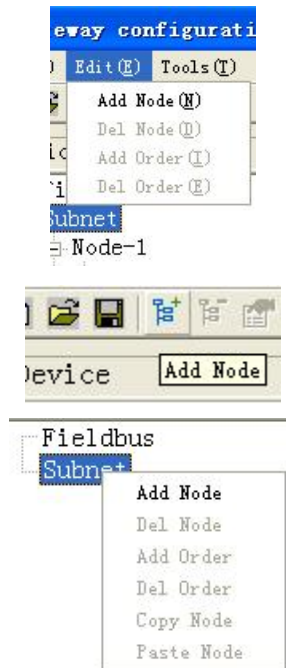 eway configurati
Edit(E) Tools(T)
Add Node(N)
Del Node(D)
Add Order(I)
Del Order(E)
Subnet
Node-1
Device
Add Node
Fieldbus
Subnet
Add Node
Del Node
Add Order
Del Order
Copy Node
Paste Node